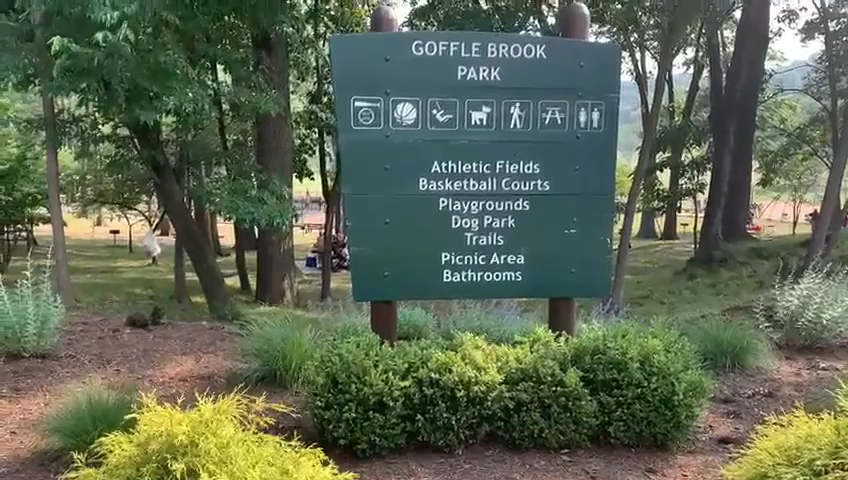 GOFFLE BROOK
PARK
Athletic Fields
Basketball Courts
Playgrounds
Dog Park
Trails
Picnic Area
Bathrooms